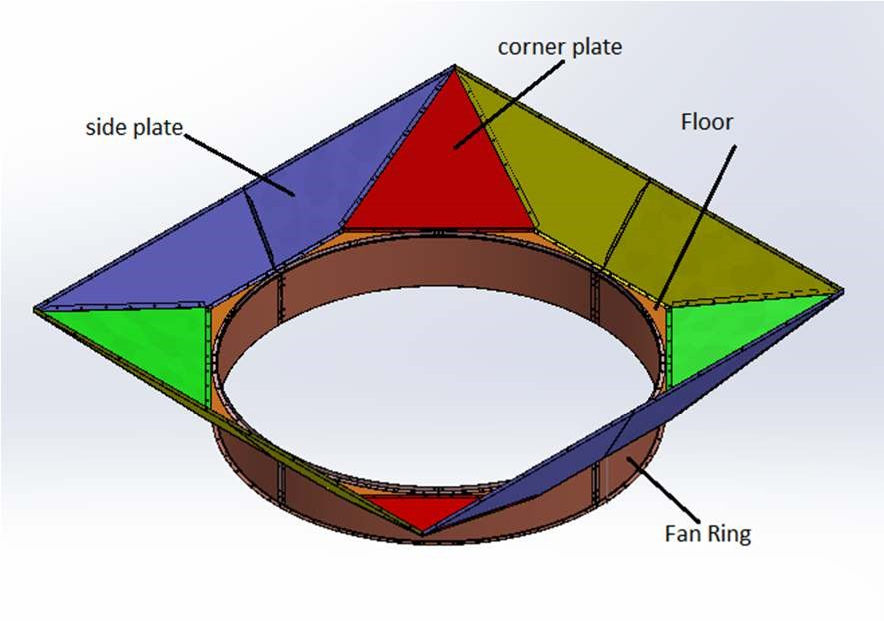 corner plate
side plate
Floor
Fan Ring